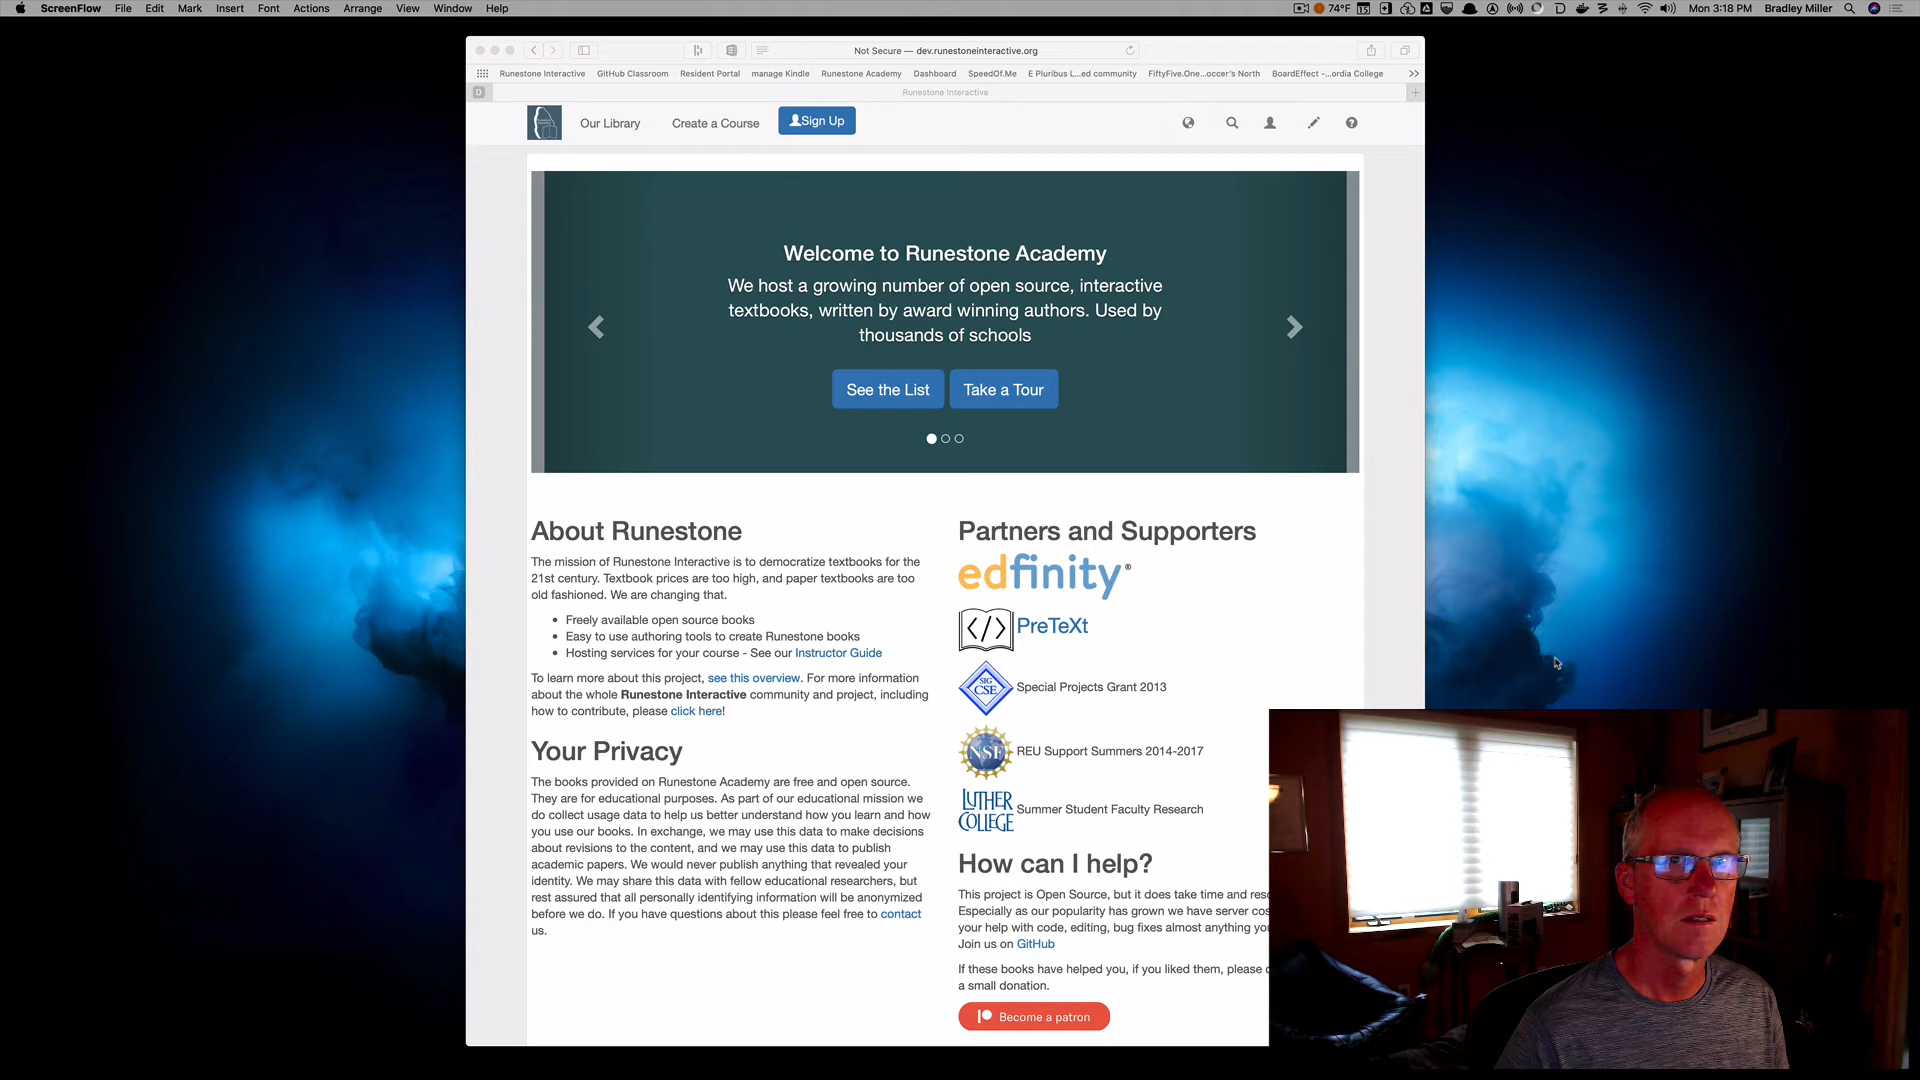 ScreenFlow File Edit Mark Insert Font Actions Arrange View Window Help 74°F Mon 3:18 PM Bradley Miller
Not Secure — dev.runestoneinteractive.org
Runestone Interactive GitHub Classroom Resident Portal manage Kindle Runestone Academy Dashboard SpeedOf.Me E Pluribus L...ed community FiftyFive.One...occer's North BoardEffect -...ordia College
D Runestone Interactive
Our Library Create a Course Sign Up
Welcome to Runestone Academy
We host a growing number of open source, interactive
textbooks, written by award winning authors. Used by
thousands of schools
See the List Take a Tour
About Runestone
The mission of Runestone Interactive is to democratize textbooks for the
21st century. Textbook prices are too high, and paper textbooks are too
old fashioned. We are changing that.
• Freely available open source books
• Easy to use authoring tools to create Runestone books
• Hosting services for your course - See our Instructor Guide
To learn more about this project, see this overview. For more information
about the whole Runestone Interactive community and project, including
how to contribute, please click here!
Your Privacy
The books provided on Runestone Academy are free and open source.
They are for educational purposes. As part of our educational mission we
do collect usage data to help us better understand how you learn and how
you use our books. In exchange, we may use this data to make decisions
about revisions to the content, and we may use this data to publish
academic papers. We would never publish anything that revealed your
identity. We may share this data with fellow educational researchers, but
rest assured that all personally identifying information will be anonymized
before we do. If you have questions about this please feel free to contact
us.
Partners and Supporters
edfinity®
</> PreTeXt
SIG CSE Special Projects Grant 2013
NSF REU Support Summers 2014-2017
LUTHER COLLEGE Summer Student Faculty Research
How can I help?
This project is Open Source, but it does take time and
Especially as our popularity has grown we have server
your help with code, editing, bug fixes almost anything
Join us on GitHub
If these books have helped you, if you liked them, please
a small donation.
Become a patron